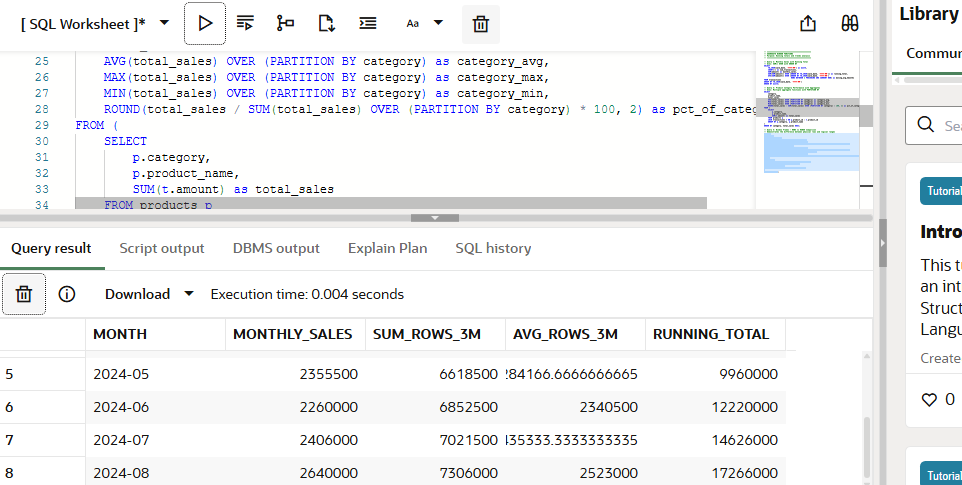 [ SQL Worksheet ]*
Aa
Library
Commun
25 AVG(total_sales) OVER (PARTITION BY category) as category_avg,
26 MAX(total_sales) OVER (PARTITION BY category) as category_max,
27 MIN(total_sales) OVER (PARTITION BY category) as category_min,
28 ROUND(total_sales / SUM(total_sales) OVER (PARTITION BY category) * 100, 2) as pct_of_categ
29 FROM (
30 SELECT
31 p.category,
32 p.product_name,
33 SUM(t.amount) as total_sales
34 FROM products p
Sea
Tutorial
Intro
This tu
an int
Struct
Langu
Create
0
Tutorial
Query result Script output DBMS output Explain Plan SQL history
Download Execution time: 0.004 seconds
MONTH MONTHLY_SALES SUM_ROWS_3M AVG_ROWS_3M RUNNING_TOTAL
5 2024-05 2355500 6618500 284166.6666666665 9960000
6 2024-06 2260000 6852500 2340500 12220000
7 2024-07 2406000 7021500 435333.3333333335 14626000
8 2024-08 2640000 7306000 2523000 17266000